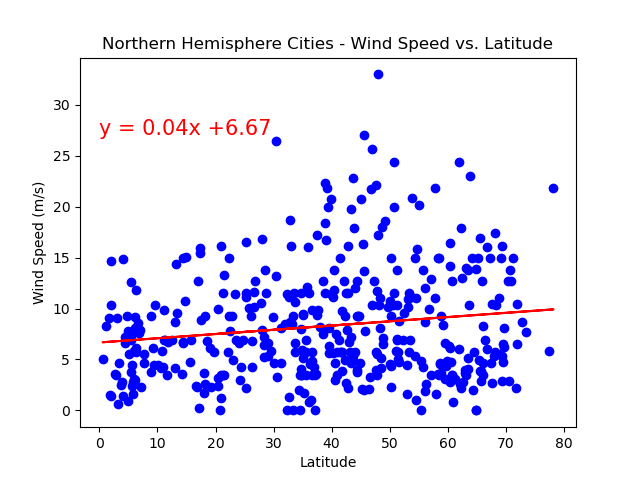 Northern Hemisphere Cities - Wind Speed vs. Latitude
y = 0.04x +6.67
Wind Speed (m/s)
30
25
20
15
10
5
0
0 10 20 30 40 50 60 70 80
Latitude